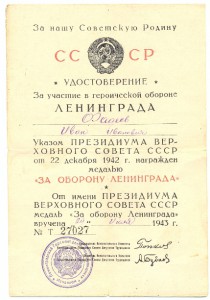 За нашу Советскую Родину
СССР
УДОСТОВЕРЕНИЕ
За участие в героической обороне
ЛЕНИНГРАДА
Иван Иванович
Указом ПРЕЗИДИУМА ВЕР-
ХОВНОГО СОВЕТА СССР
от 22 декабря 1942 г. награжден
медалью
«ЗА ОБОРОНУ ЛЕНИНГРАДА»
От имени ПРЕЗИДИУМА
ВЕРХОВНОГО СОВЕТА СССР
медаль «За оборону Ленинграда»
вручена 1943 г.
№ Т 27027